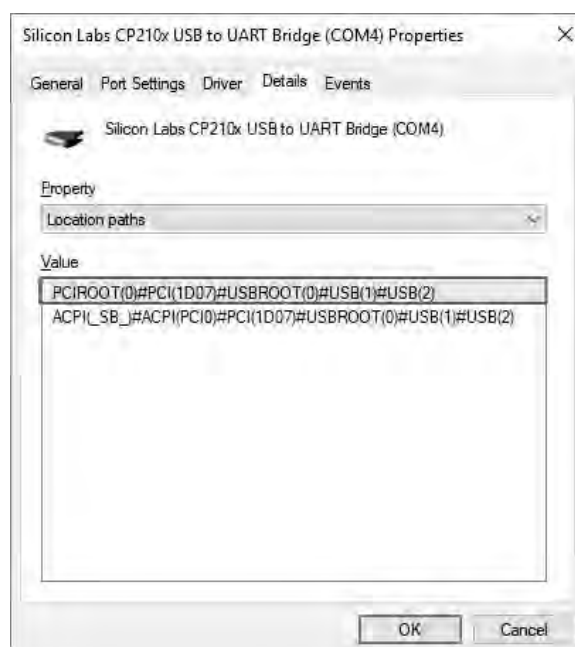 Silicon Labs CP210x USB to UART Bridge (COM4) Properties
General Port Settings Driver Details Events
Silicon Labs CP210x USB to UART Bridge (COM4)
Property
Location paths
Value
PCIROOT(0)#PCI(1D07)#USBROOT(0)#USB(1)#USB(2)
ACPI(_SB_)#ACPI(PCI0)#PCI(1D07)#USBROOT(0)#USB(1)#USB(2)
OK Cancel